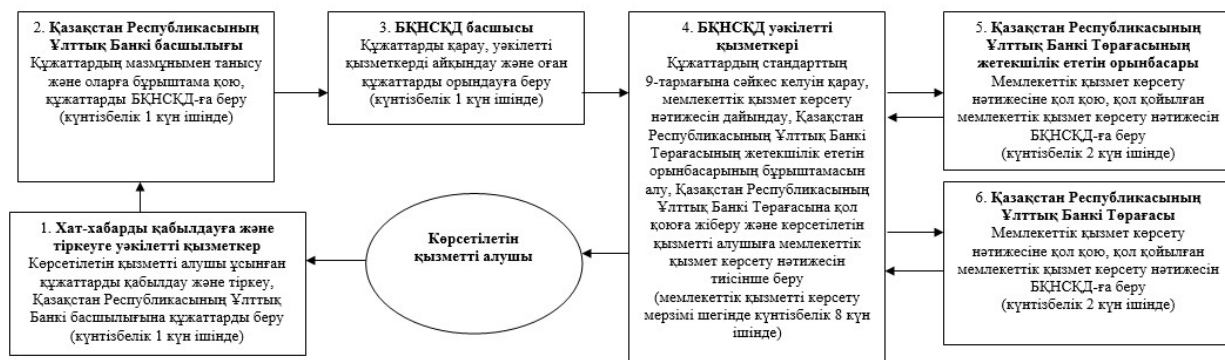 2. Қазақстан Республикасының
Ұлттық Банкі басшылығы
Құжаттардың мазмұнымен танысу
және оларға бұрыштама қою,
құжаттарды БҚНСҚД-ға беру
(күнтізбелік 1 күн ішінде)
3. БҚНСҚД басшысы
Құжаттарды қарау, уәкілетті
қызметкерді айқындау және оған
құжаттарды орындауға беру
(күнтізбелік 1 күн ішінде)
4. БҚНСҚД уәкілетті
қызметкері
Құжаттардың стандарттың
9-тармағына сәйкес келуін қарау,
мемлекеттік қызмет көрсету
нәтижесін дайындау, Қазақстан
Республикасының Ұлттық Банкі
Төрағасының жетекшілік ететін
орынбасарының бұрыштамасын
алу, Қазақстан Республикасының
Ұлттық Банкі Төрағасына қол
қоюға жіберу және көрсетілетін
қызметті алушыға мемлекеттік
қызмет көрсету нәтижесін
тиісінше беру
(мемлекеттік қызметті көрсету
мерзімі шегінде күнтізбелік 8 күн
ішінде)
5. Қазақстан Республикасының
Ұлттық Банкі Төрағасының
жетекшілік ететін орынбасары
Мемлекеттік қызмет көрсету
нәтижесіне қол қою, қол қойылған
мемлекеттік қызмет көрсету нәтижесін
БҚНСҚД-ға беру
(күнтізбелік 2 күн ішінде)
6. Қазақстан Республикасының
Ұлттық Банкі Төрағасы
Мемлекеттік қызмет көрсету
нәтижесіне қол қою, қол қойылған
мемлекеттік қызмет көрсету нәтижесін
БҚНСҚД-ға беру
(күнтізбелік 2 күн ішінде)
1. Хат-хабарды қабылдауға және
тіркеуге уәкілетті қызметкер
Көрсетілетін қызметті алушы ұсынған
құжаттарды қабылдау және тіркеу,
Қазақстан Республикасының Ұлттық
Банкі басшылығына құжаттарды беру
(күнтізбелік 1 күн ішінде)
Көрсетілетін
қызметті алушы